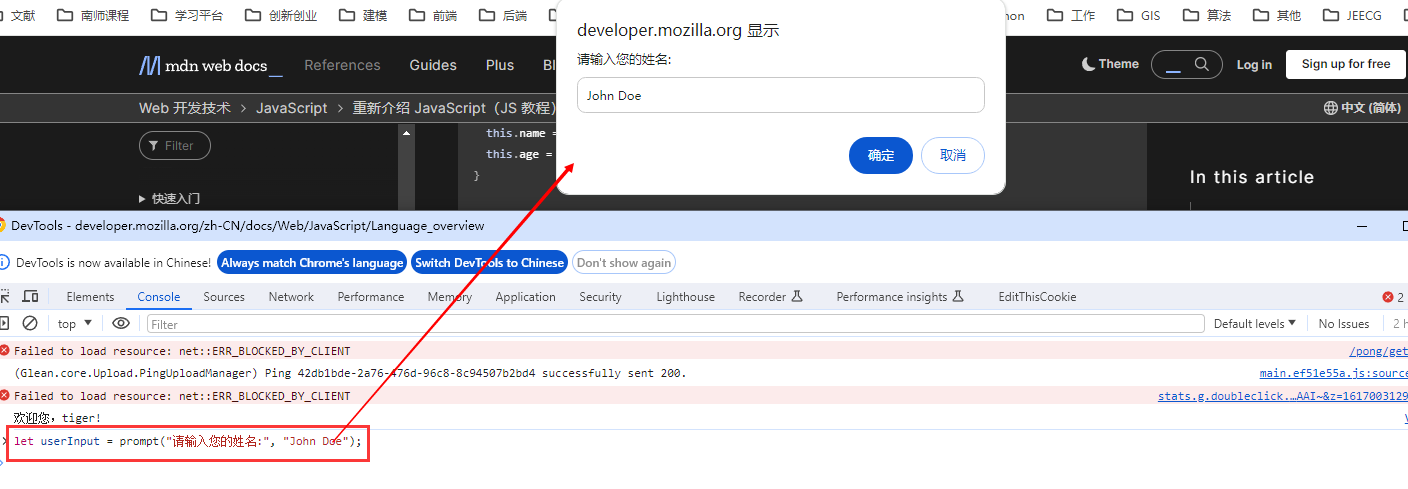 文献 南师课程 学习平台 创新创业 建模 前端 后端 工作 GIS 算法 其他 JEECG
developer.mozilla.org 显示
请输入您的姓名:
John Doe
确定 取消
mdn web docs_ References Guides Plus Theme Log in Sign up for free
Web 开发技术 > JavaScript > 重新介绍 JavaScript（JS 教程） 中文 (简体)
Filter
this.name =
this.age =
}
In this article
快速入门
DevTools - developer.mozilla.org/zh-CN/docs/Web/JavaScript/Language_overview
DevTools is now available in Chinese! Always match Chrome's language Switch DevTools to Chinese Don't show again
Elements Console Sources Network Performance Memory Application Security Lighthouse Recorder Performance insights EditThisCookie 2
top Filter Default levels No Issues 2
Failed to load resource: net::ERR_BLOCKED_BY_CLIENT /pong/get
(Glean.core.Upload.PingUploadManager) Ping 42db1bde-2a76-476d-96c8-8c94507b2bd4 successfully sent 200. main.ef51e55a.js:source
Failed to load resource: net::ERR_BLOCKED_BY_CLIENT stats.g.doubleclick.…AAI~&z=1617003129
欢迎您，tiger!
let userInput = prompt("请输入您的姓名:", "John Doe");